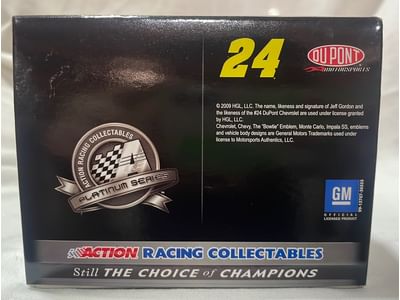 24
DU PONT
MOTORSPORTS
© 2009 HGL, LLC. The name, likeness and signature of Jeff Gordon and
the likeness of the #24 DuPont Chevrolet are used under license granted
by HGL, LLC.
Chevrolet, Chevy, The "Bowtie" Emblem, Monte Carlo, Impala SS, emblems
and vehicle body designs are General Motors Trademarks used under
license to Motorsports Authentics, LLC.
ACTION RACING COLLECTABLES
A
PLATINUM SERIES
GM
OFFICIAL
LICENSED PRODUCT
ACTION RACING COLLECTABLES
Still THE CHOICE of CHAMPIONS